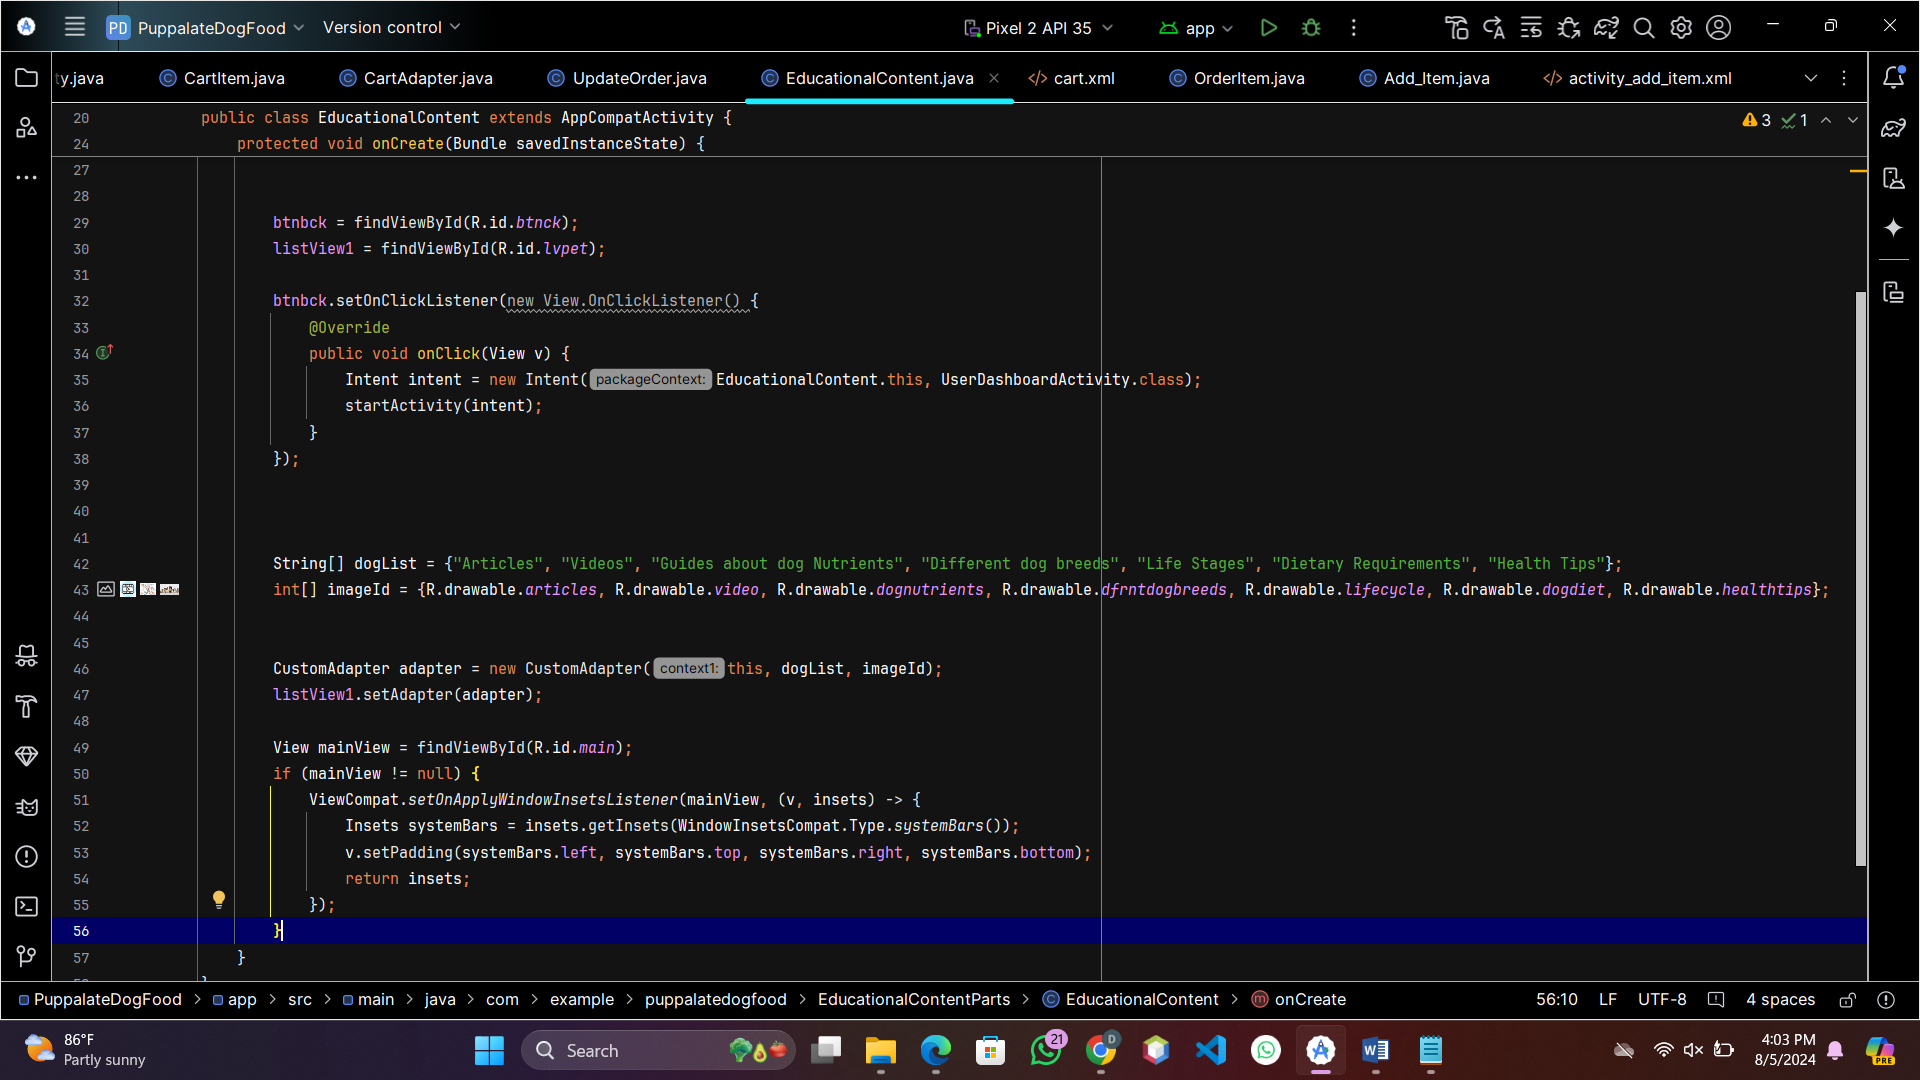 PD PuppalateDogFood Version control Pixel 2 API 35 app
ty.java CartItem.java CartAdapter.java UpdateOrder.java EducationalContent.java cart.xml OrderItem.java Add_Item.java activity_add_item.xml
20 public class EducationalContent extends AppCompatActivity { 3 1
24 protected void onCreate(Bundle savedInstanceState) {
27
28
29 btnbck = findViewById(R.id.btnck);
30 listView1 = findViewById(R.id.lvpet);
31
32 btnbck.setOnClickListener(new View.OnClickListener() {
33 @Override
34 public void onClick(View v) {
35 Intent intent = new Intent( packageContext: EducationalContent.this, UserDashboardActivity.class);
36 startActivity(intent);
37 }
38 });
39
40
41
42 String[] dogList = {"Articles", "Videos", "Guides about dog Nutrients", "Different dog breeds", "Life Stages", "Dietary Requirements", "Health Tips"};
43 int[] imageId = {R.drawable.articles, R.drawable.video, R.drawable.dognutrients, R.drawable.dfrntdogbreeds, R.drawable.lifecycle, R.drawable.dogdiet, R.drawable.healthtips};
44
45
46 CustomAdapter adapter = new CustomAdapter( context1: this, dogList, imageId);
47 listView1.setAdapter(adapter);
48
49 View mainView = findViewById(R.id.main);
50 if (mainView != null) {
51 ViewCompat.setOnApplyWindowInsetsListener(mainView, (v, insets) -> {
52 Insets systemBars = insets.getInsets(WindowInsetsCompat.Type.systemBars());
53 v.setPadding(systemBars.left, systemBars.top, systemBars.right, systemBars.bottom);
54 return insets;
55 });
56 }
57 }
PuppalateDogFood > app > src > main > java > com > example > puppalatedogfood > EducationalContentParts > EducationalContent > onCreate 56:10 LF UTF-8 4 spaces
86°F
Partly sunny
Search
21
D
4:03 PM
8/5/2024
PRE